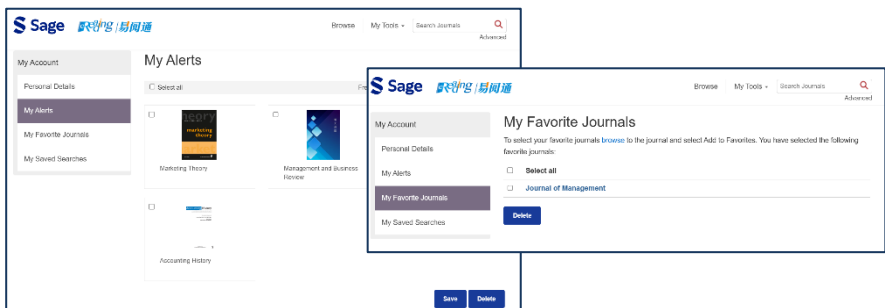 Sage
易阅通
Browse
My Tools
Search Journals
Advanced
My Account
Personal Details
My Alerts
My Favorite Journals
My Saved Searches
My Alerts
Select all
marketing
theory
Marketing Theory
Management and Business
Review
Accounting History
Save
Delete
Sage
易阅通
Browse
My Tools
Search Journals
Advanced
My Account
Personal Details
My Alerts
My Favorite Journals
My Saved Searches
My Favorite Journals
To select your favorite journals browse to the journal and select Add to Favorites. You have selected the following
favorite journals:
Select all
Journal of Management
Delete